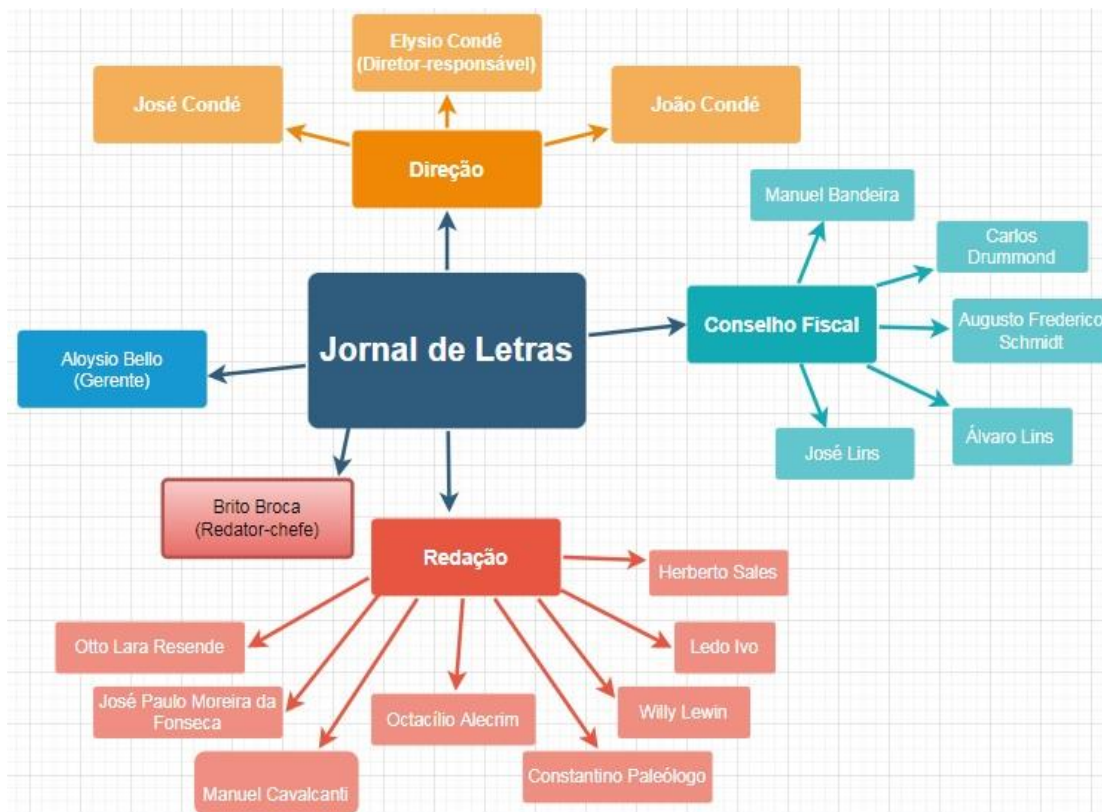 Elysio Condé
(Diretor-responsável)
José Condé
João Condé
Direção
Manuel Bandeira
Carlos
Drummond
Jornal de Letras
Conselho Fiscal
Augusto Frederico
Schmidt
Aloysio Bello
(Gerente)
Álvaro Lins
José Lins
Brito Broca
(Redator-chefe)
Redação
Herberto Sales
Otto Lara Resende
Ledo Ivo
José Paulo Moreira da
Fonseca
Octacílio Alecrim
Willy Lewin
Manuel Cavalcanti
Constantino Paleólogo